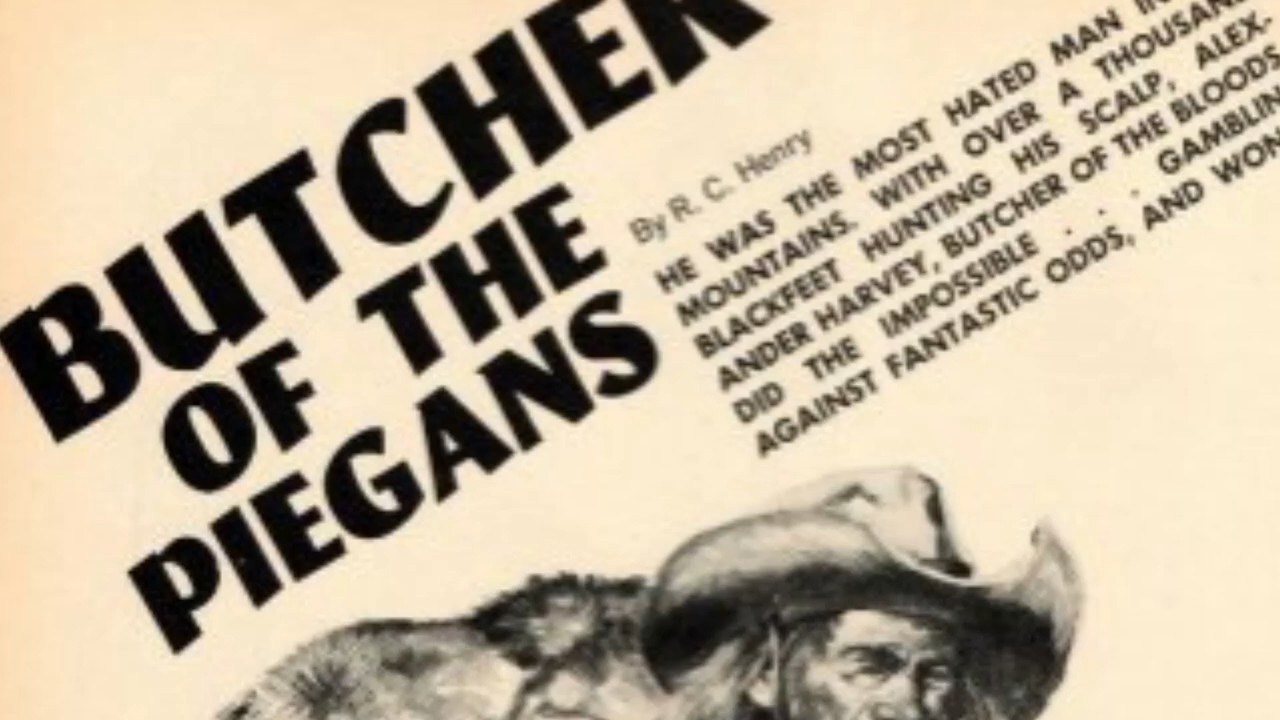 BUTCHER
OF THE
PIEGANS
By R. C. Henry
HE WAS THE MOST HATED MAN IN
MOUNTAINS. WITH OVER A THOUSAND
BLACKFEET HUNTING HIS SCALP, ALEX-
ANDER HARVEY, BUTCHER OF THE BLOODS
DID THE IMPOSSIBLE . . . GAMBLIN
AGAINST FANTASTIC ODDS, AND WON